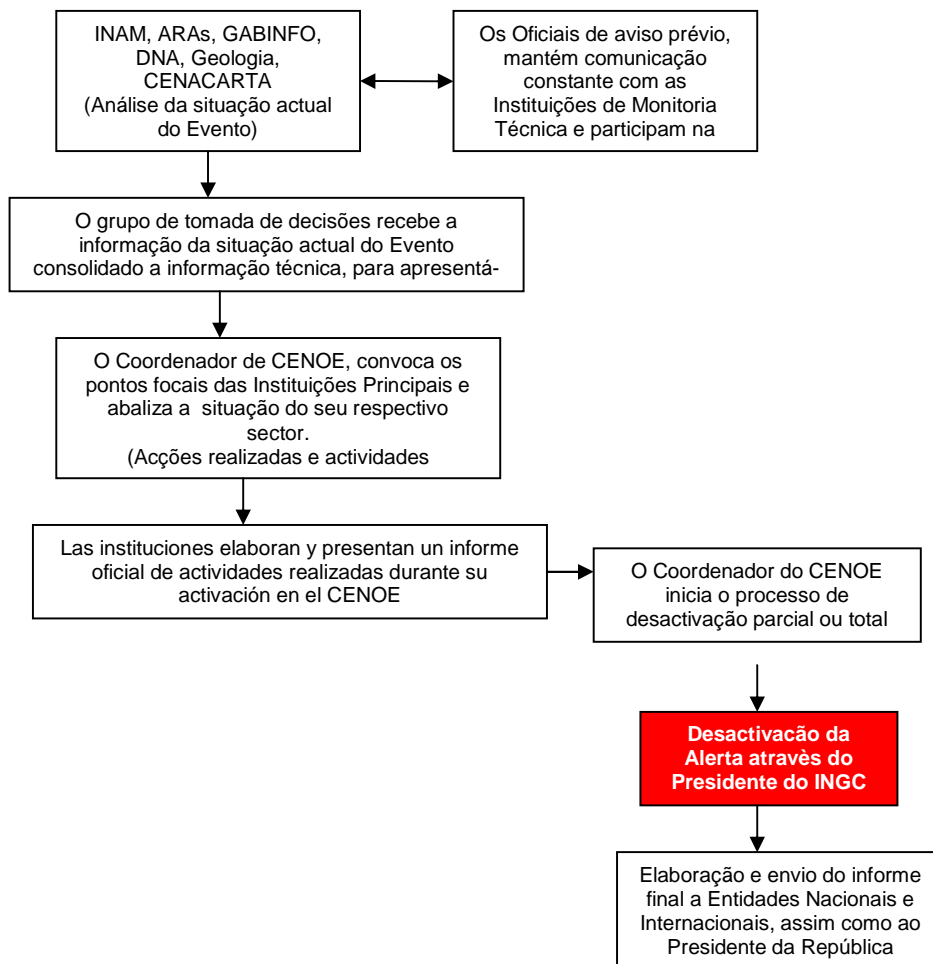 INAM, ARAs, GABINFO,
DNA, Geologia,
CENACARTA
(Análise da situação actual
do Evento)
Os Oficiais de aviso prévio,
mantém comunicação
constante com as
Instituições de Monitoria
Técnica e participam na
O grupo de tomada de decisões recebe a
informação da situação actual do Evento
consolidado a informação técnica, para apresentá-
O Coordenador de CENOE, convoca os
pontos focais das Instituições Principais e
abaliza a situação do seu respectivo
sector.
(Acções realizadas e actividades
Las instituciones elaboran y presentan un informe
oficial de actividades realizadas durante su
activación en el CENOE
O Coordenador do CENOE
inicia o processo de
desactivação parcial ou total
Desactivacão da
Alerta atravès do
Presidente do INGC
Elaboração e envio do informe
final a Entidades Nacionais e
Internacionais, assim como ao
Presidente da República